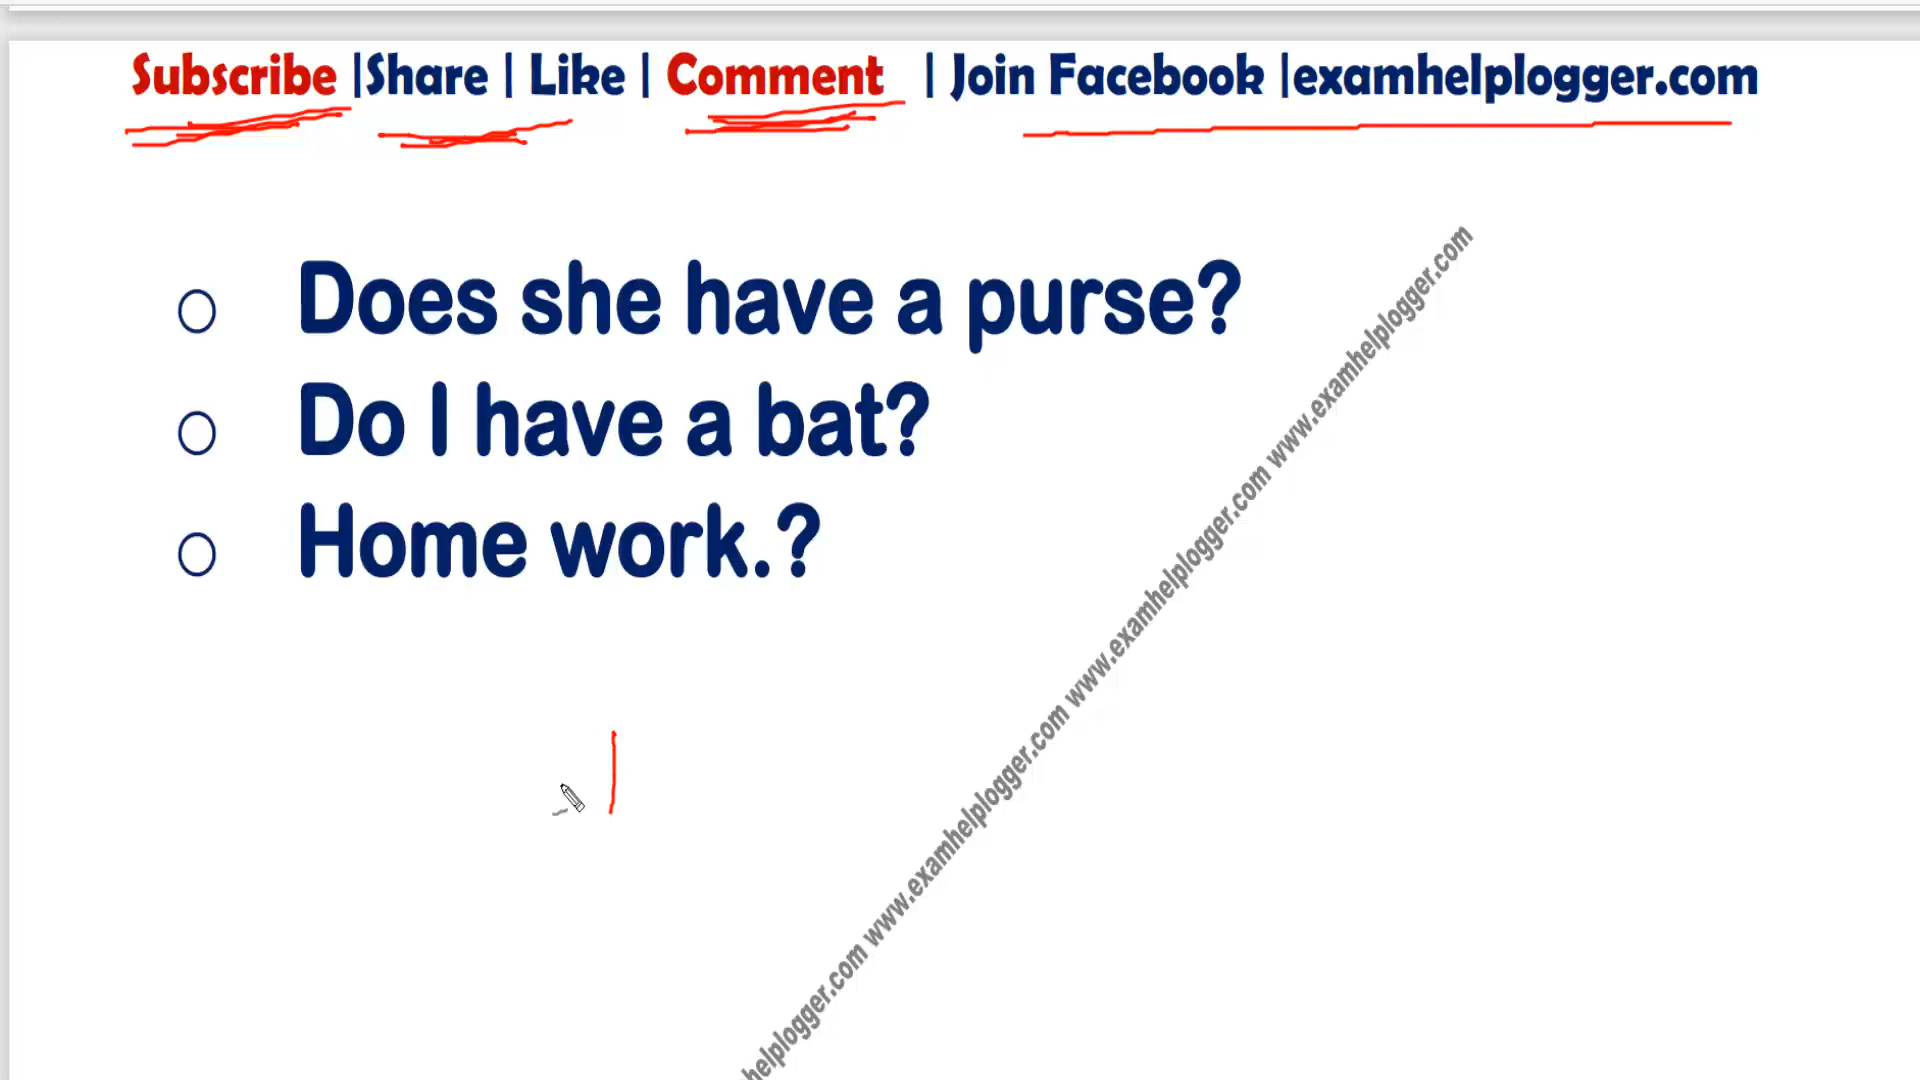 Subscribe |Share | Like | Comment | Join Facebook |examhelplogger.com
Does she have a purse?
Do I have a bat?
Home work.?
helplogger.com www.examhelplogger.com www.examhelplogger.com www.examhelplogger.com